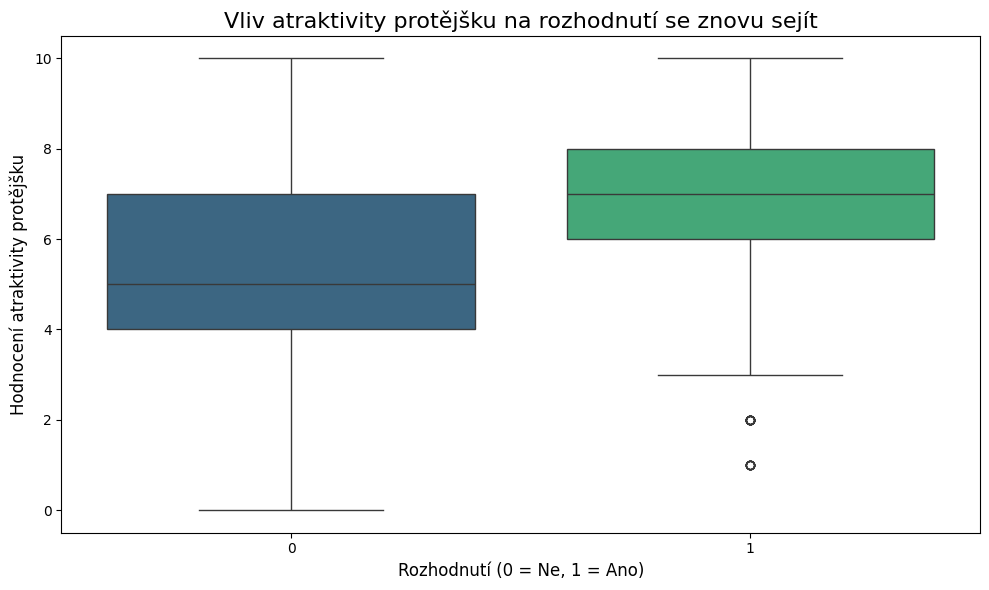 Vliv atraktivity protějšku na rozhodnutí se znovu sejít
Hodnocení atraktivity protějšku
10
8
6
4
2
0
0
1
Rozhodnutí (0 = Ne, 1 = Ano)